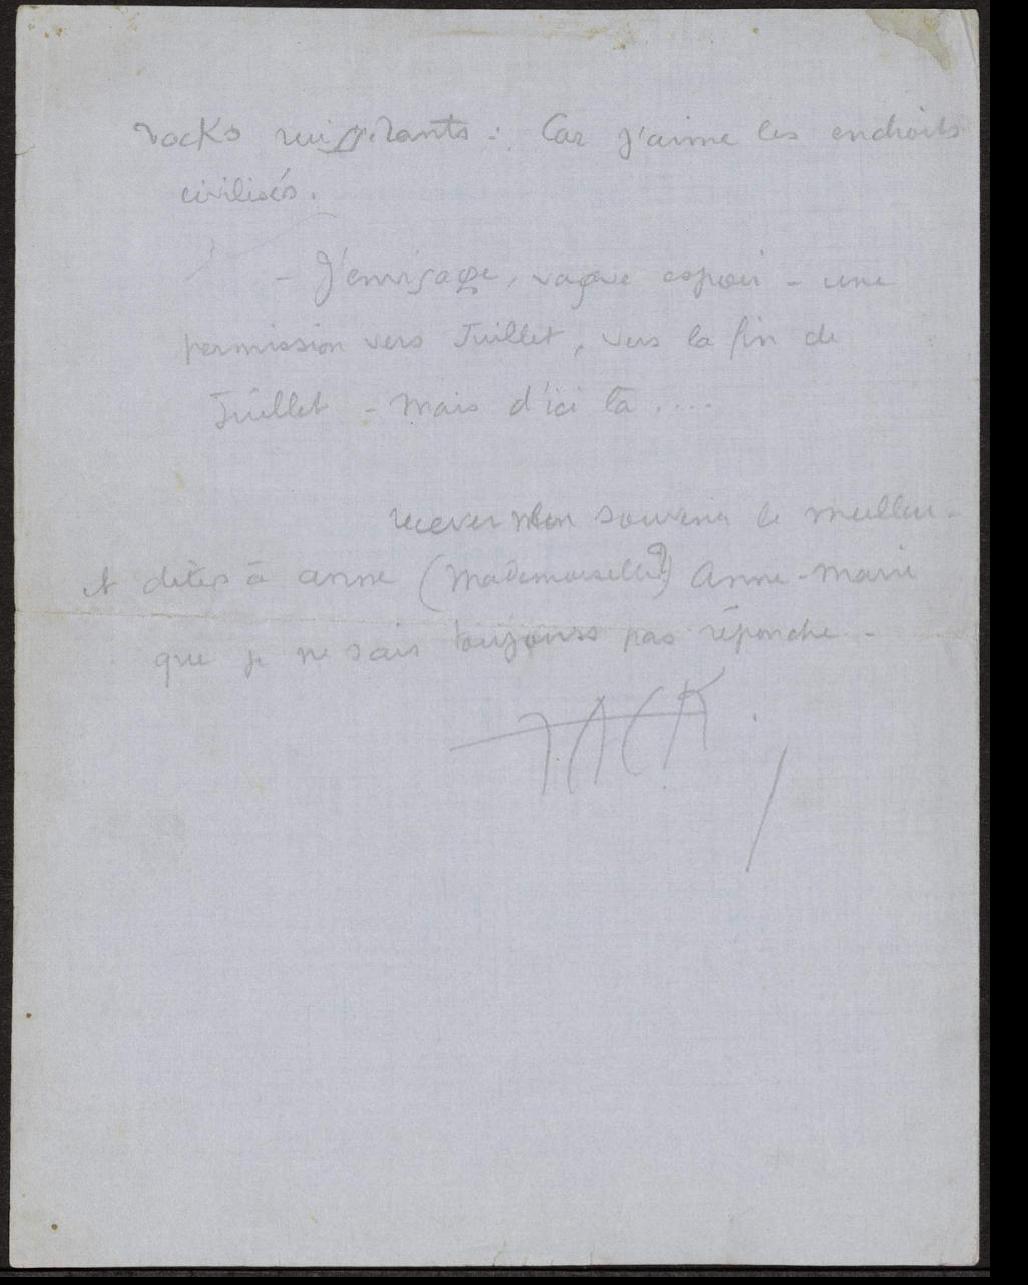 rocks : Car j'aime les endroits
civilisés.
- J'envisage, vague espoir - une
permission vers Juillet, vers la fin de
Juillet - mais d'ici là ....
recevez mon souvenir le meilleur -
et dites à anne (mademoiselle?) Anne-Marie
que je ne sais toujours pas répondre -
J.A.C.K.